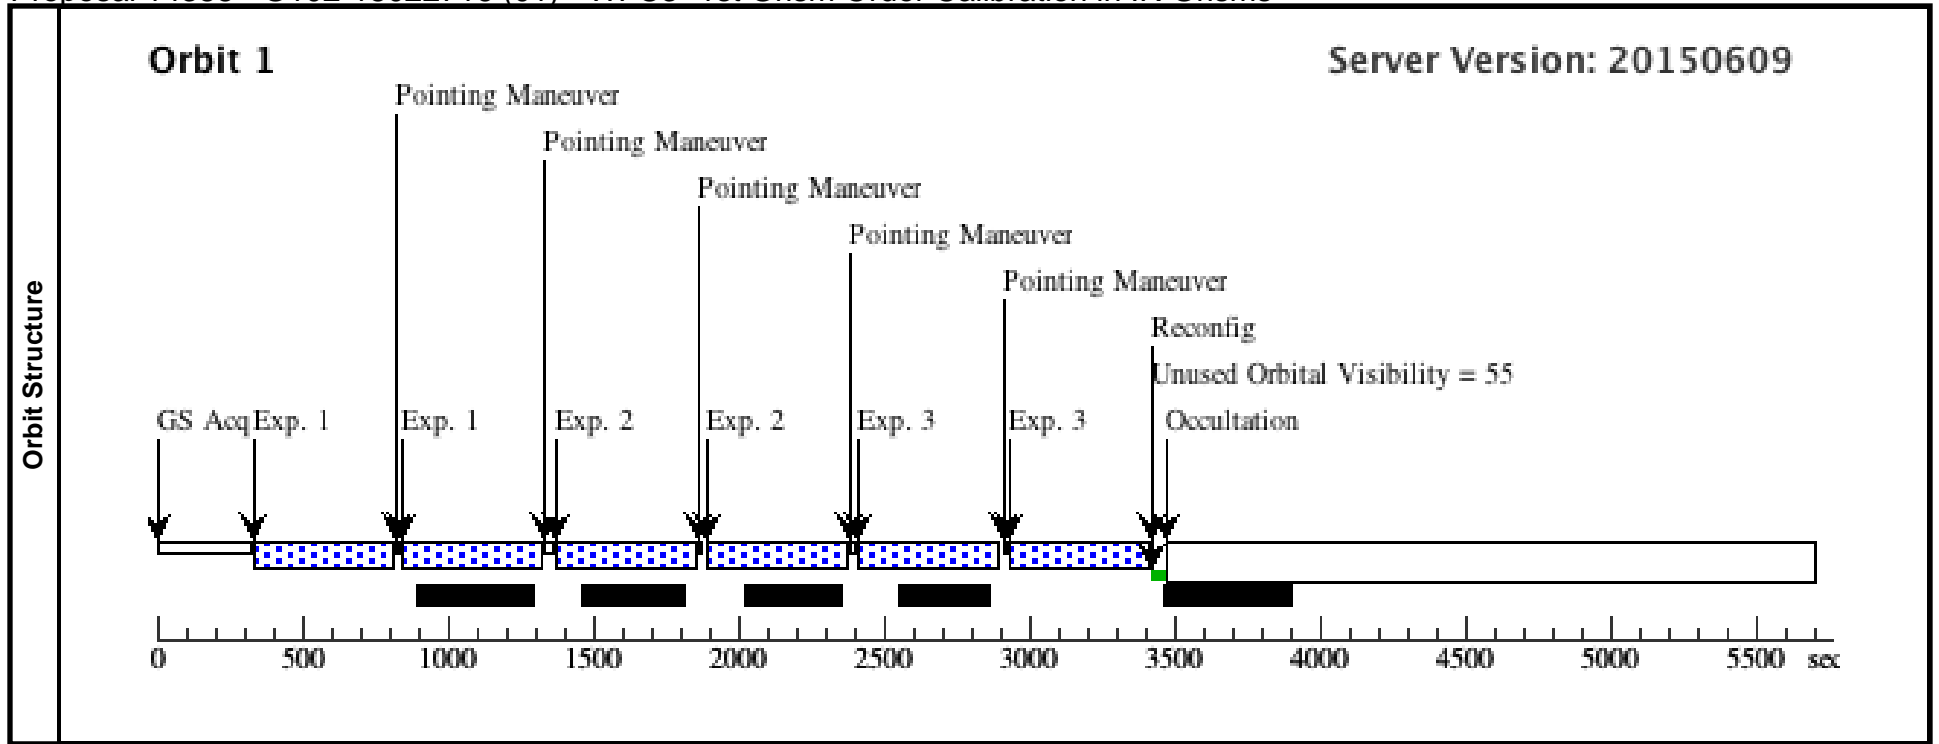 Orbit 1
Server Version: 20150609
Pointing Maneuver
Pointing Maneuver
Pointing Maneuver
Pointing Maneuver
Pointing Maneuver
Reconfig
Unused Orbital Visibility = 55
GS Acq Exp. 1 Exp. 1 Exp. 2 Exp. 2 Exp. 3 Exp. 3 Occultation
Orbit Structure
0 500 1000 1500 2000 2500 3000 3500 4000 4500 5000 5500 sec